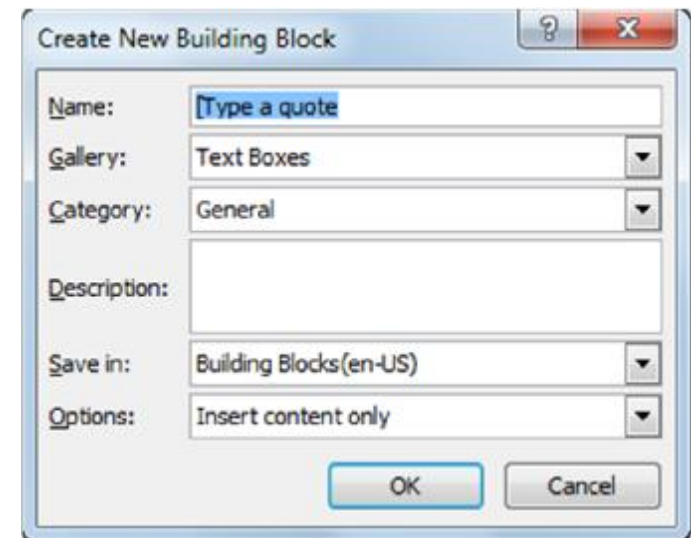 Create New Building Block
Name: [Type a quote
Gallery: Text Boxes
Category: General
Description:
Save in: Building Blocks(en-US)
Options: Insert content only
OK Cancel